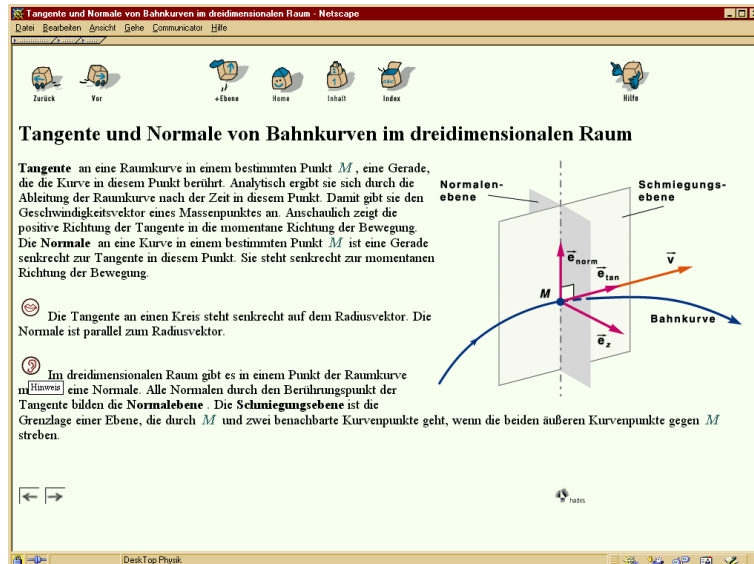 Tangente und Normale von Bahnkurven im dreidimensionalen Raum - Netscape
Datei Bearbeiten Ansicht Gehe Communicator Hilfe
Zurück Vor +Ebene Home Inhalt Index Hilfe
Tangente und Normale von Bahnkurven im dreidimensionalen Raum
Tangente an eine Raumkurve in einem bestimmten Punkt M , eine Gerade,
die die Kurve in diesem Punkt berührt. Analytisch ergibt sie sich durch die
Ableitung der Raumkurve nach der Zeit in diesem Punkt. Damit gibt sie den
Geschwindigkeitsvektor eines Massenpunktes an. Anschaulich zeigt die
positive Richtung der Tangente in die momentane Richtung der Bewegung.
Die Normale an eine Kurve in einem bestimmten Punkt M ist eine Gerade
senkrecht zur Tangente in diesem Punkt. Sie steht senkrecht zur momentanen
Richtung der Bewegung.
Die Tangente an einen Kreis steht senkrecht auf dem Radiusvektor. Die
Normale ist parallel zum Radiusvektor.
Im dreidimensionalen Raum gibt es in einem Punkt der Raumkurve
m Hinweis eine Normale. Alle Normalen durch den Berührungspunkt der
Tangente bilden die Normalebene . Die Schmiegungsebene ist die
Grenzlage einer Ebene, die durch M und zwei benachbarte Kurvenpunkte geht, wenn die beiden äußeren Kurvenpunkte gegen M
streben.
Normalen-
ebene
Schmiegungs-
ebene
e⃗norm
e⃗tan
v⃗
M
e⃗z
Bahnkurve
hades
DeskTop Physik